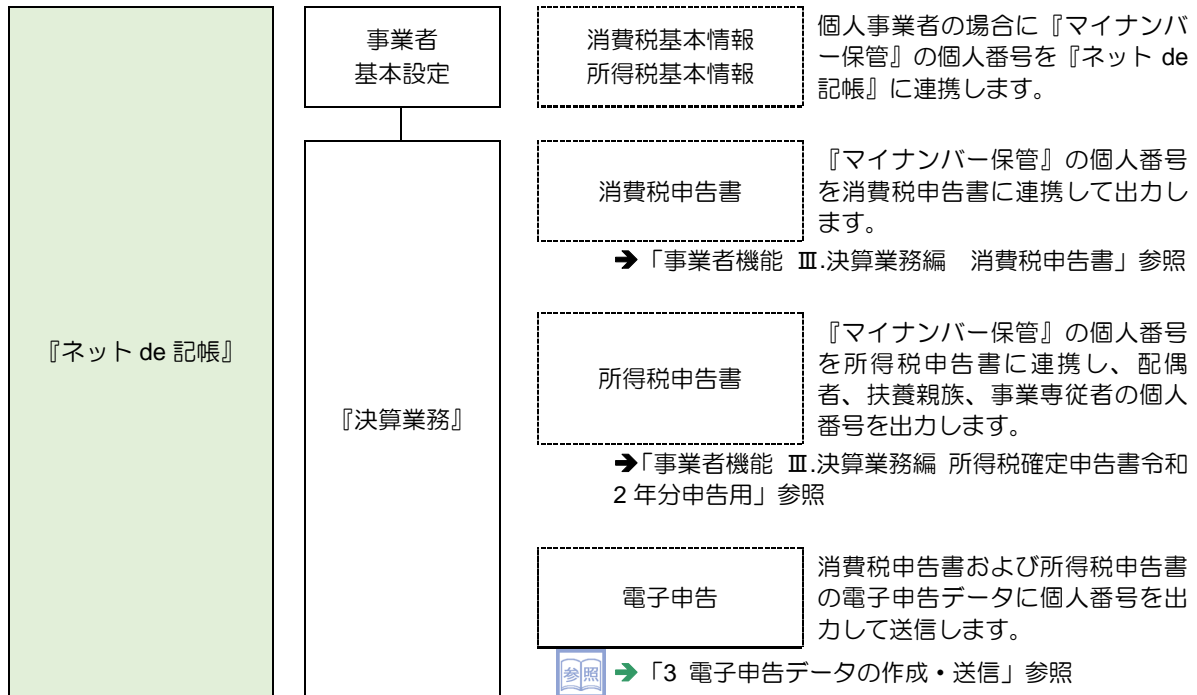 『ネット de 記帳』
事業者
基本設定
消費税基本情報
所得税基本情報
個人事業者の場合に『マイナンバ
ー保管』の個人番号を『ネット de
記帳』に連携します。
『決算業務』
消費税申告書
『マイナンバー保管』の個人番号
を消費税申告書に連携して出力し
ます。
➔「事業者機能 Ⅲ.決算業務編　消費税申告書」参照
所得税申告書
『マイナンバー保管』の個人番号
を所得税申告書に連携し、配偶
者、扶養親族、事業専従者の個人
番号を出力します。
➔「事業者機能 Ⅲ.決算業務編 所得税確定申告書令和
2 年分申告用」参照
電子申告
消費税申告書および所得税申告書
の電子申告データに個人番号を出
力して送信します。
参照 ➔「3 電子申告データの作成・送信」参照